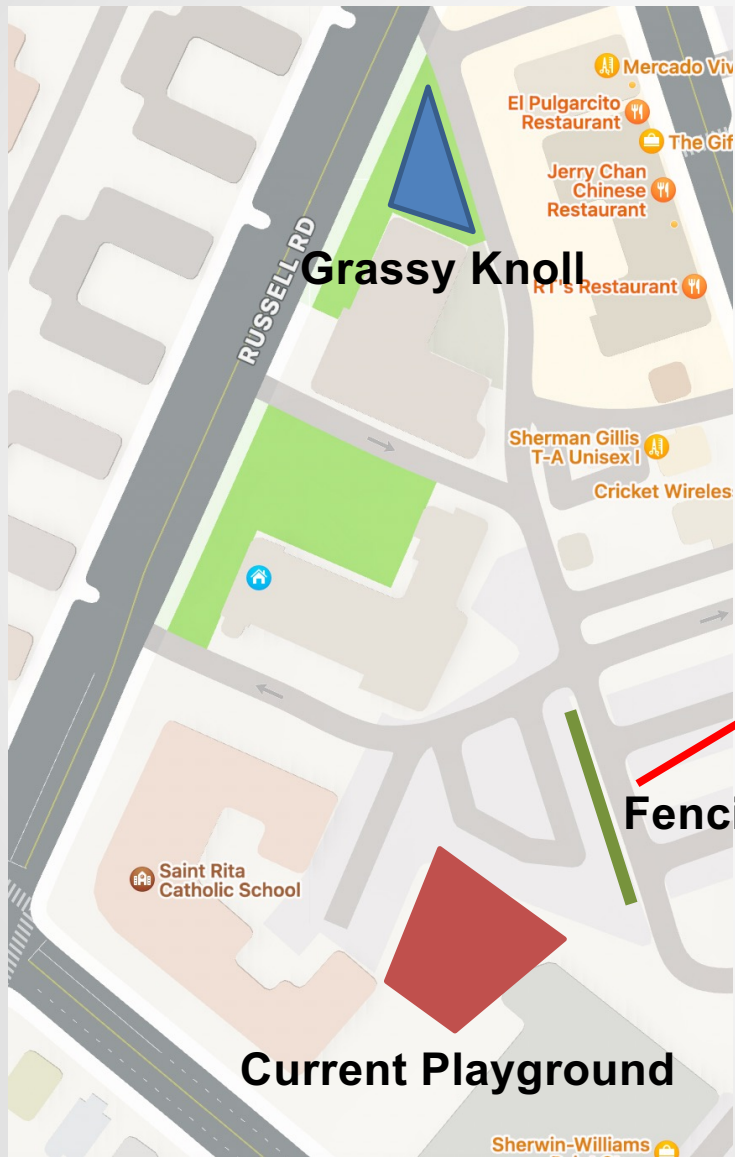 Mercado Viv
El Pulgarcito
Restaurant
The Gif
Jerry Chan
Chinese
Restaurant
RUSSELL RD
Grassy Knoll
RT's Restaurant
Sherman Gillis
T-A Unisex I
Cricket Wireles
Fenci
Saint Rita
Catholic School
Current Playground
Sherwin-Williams